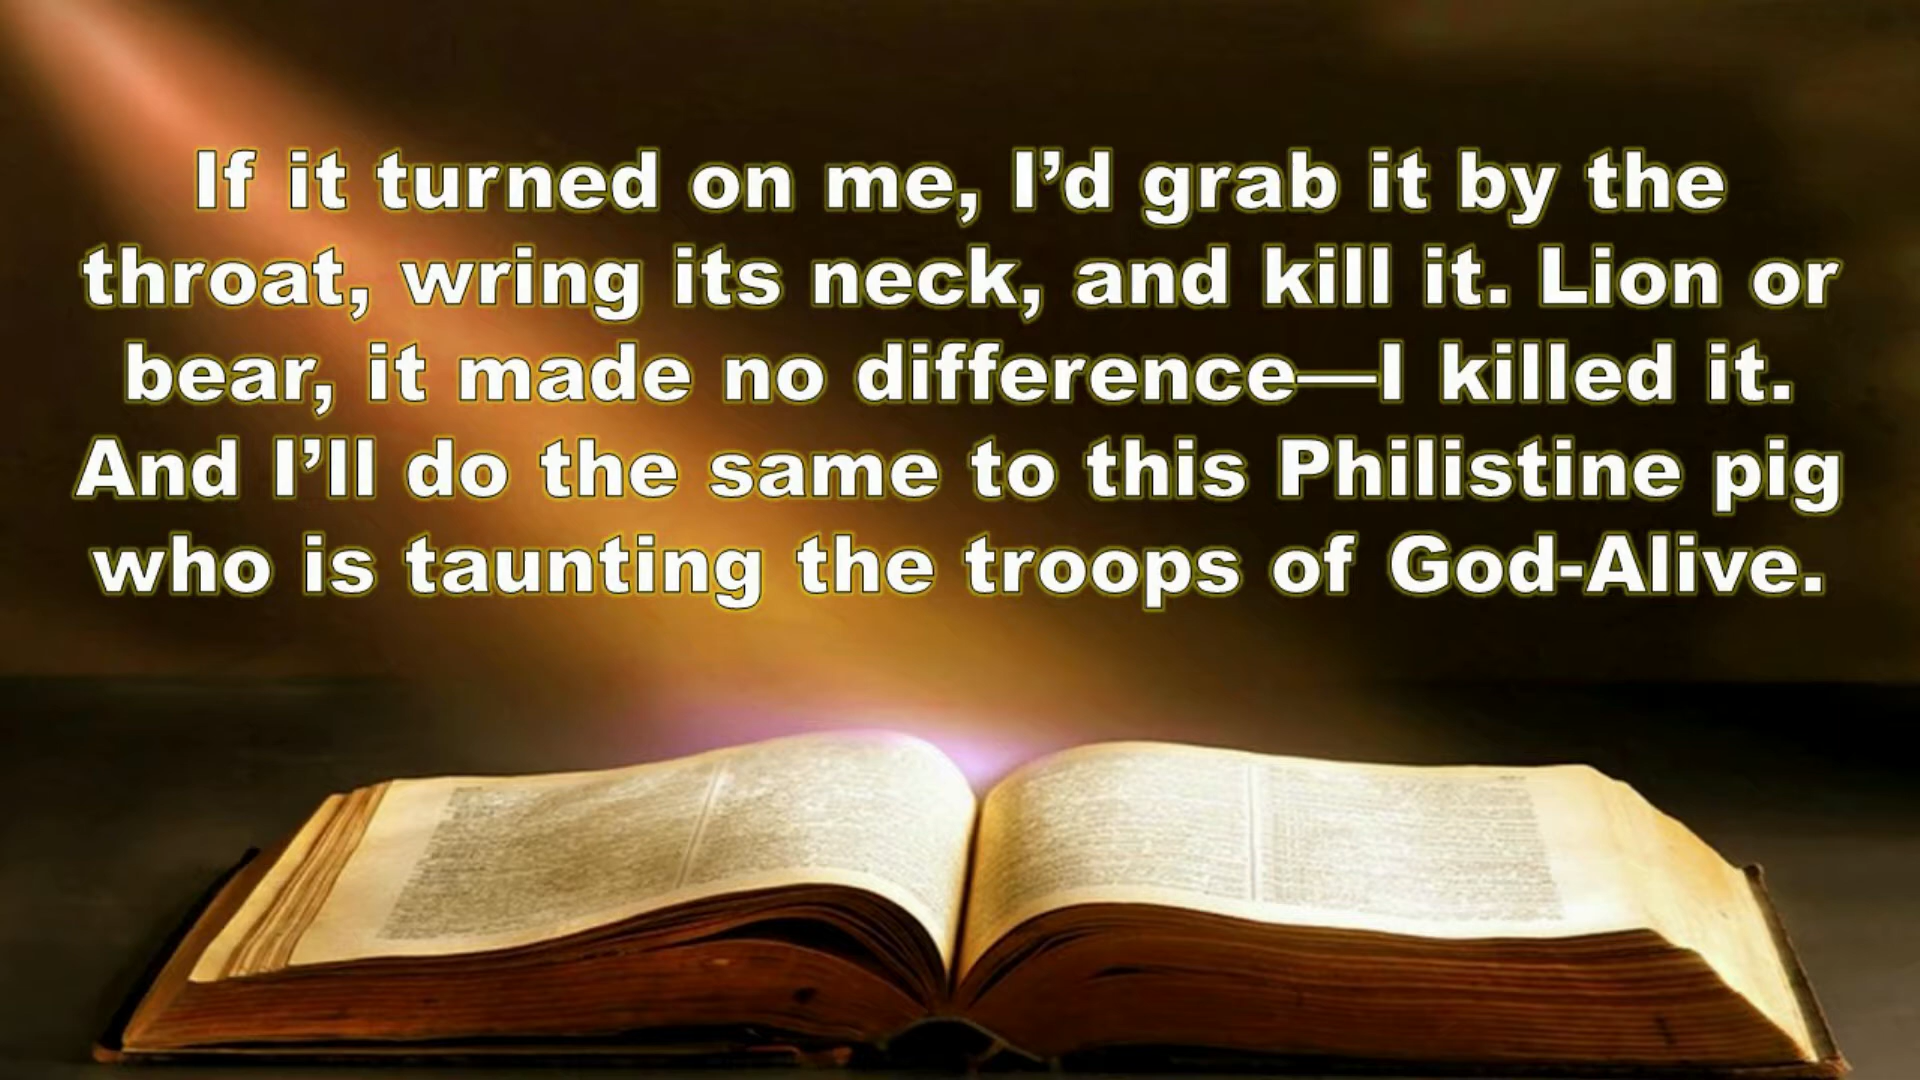 If it turned on me, I’d grab it by the
throat, wring its neck, and kill it. Lion or
bear, it made no difference—I killed it.
And I’ll do the same to this Philistine pig
who is taunting the troops of God-Alive.